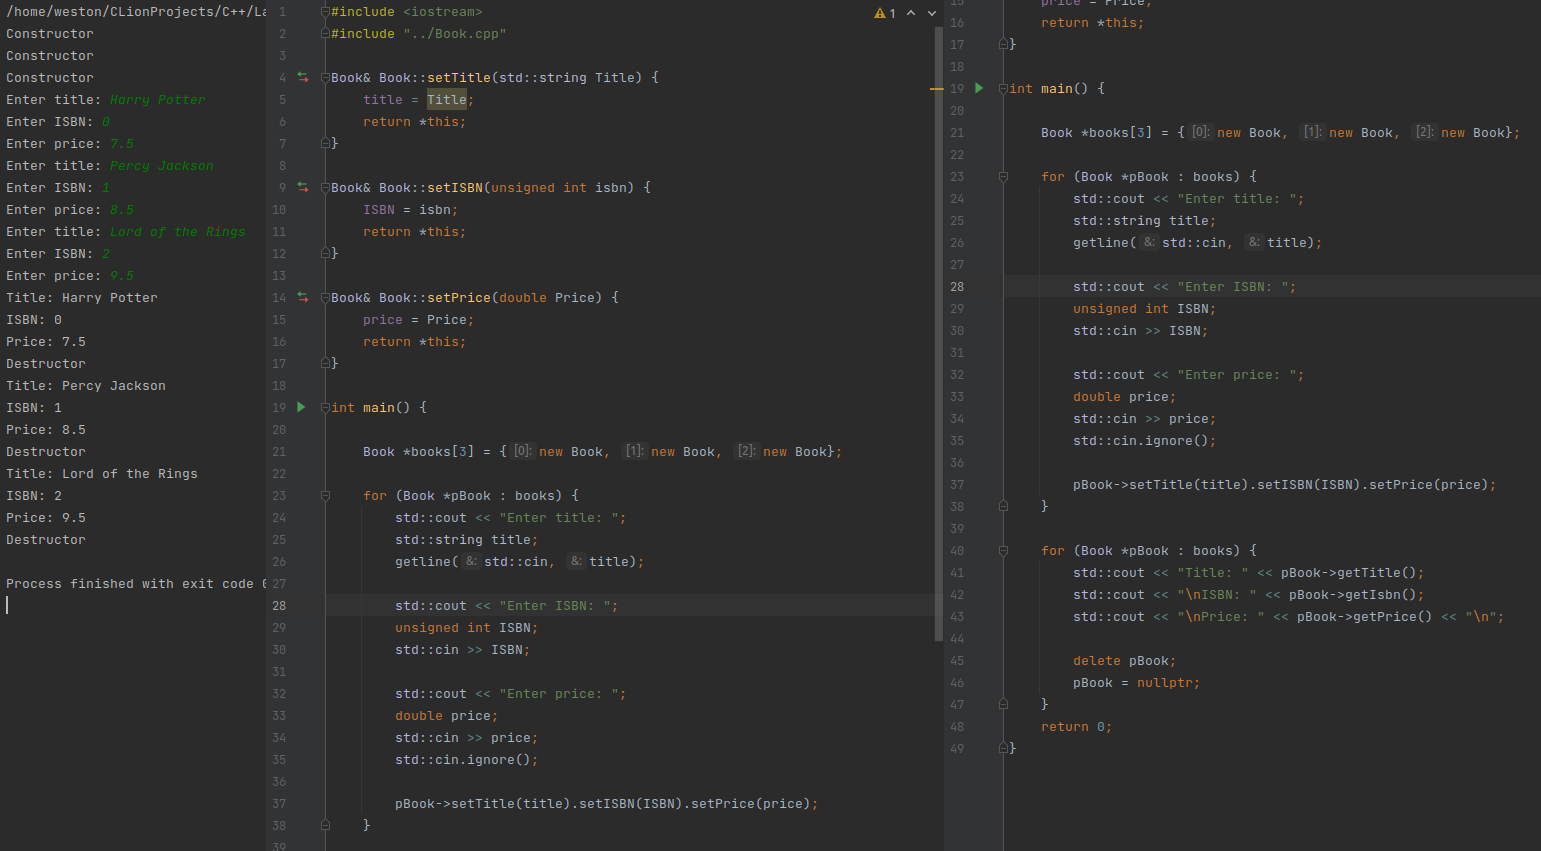 /home/weston/CLionProjects/C++/La
Constructor
Constructor
Constructor
Enter title: Harry Potter
Enter ISBN: 0
Enter price: 7.5
Enter title: Percy Jackson
Enter ISBN: 1
Enter price: 8.5
Enter title: Lord of the Rings
Enter ISBN: 2
Enter price: 9.5
Title: Harry Potter
ISBN: 0
Price: 7.5
Destructor
Title: Percy Jackson
ISBN: 1
Price: 8.5
Destructor
Title: Lord of the Rings
ISBN: 2
Price: 9.5
Destructor
Process finished with exit code 0
1 #include <iostream>
2 #include "../Book.cpp"
3
4 Book& Book::setTitle(std::string Title) {
5 title = Title;
6 return *this;
7 }
8
9 Book& Book::setISBN(unsigned int isbn) {
10 ISBN = isbn;
11 return *this;
12 }
13
14 Book& Book::setPrice(double Price) {
15 price = Price;
16 return *this;
17 }
18
19 int main() {
20
21 Book *books[3] = {[0]: new Book, [1]: new Book, [2]: new Book};
22
23 for (Book *pBook : books) {
24 std::cout << "Enter title: ";
25 std::string title;
26 getline(&: std::cin, &: title);
27
28 std::cout << "Enter ISBN: ";
29 unsigned int ISBN;
30 std::cin >> ISBN;
31
32 std::cout << "Enter price: ";
33 double price;
34 std::cin >> price;
35 std::cin.ignore();
36
37 pBook->setTitle(title).setISBN(ISBN).setPrice(price);
38 }
39
1
15 price = Price;
16 return *this;
17 }
18
19 int main() {
20
21 Book *books[3] = {[0]: new Book, [1]: new Book, [2]: new Book};
22
23 for (Book *pBook : books) {
24 std::cout << "Enter title: ";
25 std::string title;
26 getline(&: std::cin, &: title);
27
28 std::cout << "Enter ISBN: ";
29 unsigned int ISBN;
30 std::cin >> ISBN;
31
32 std::cout << "Enter price: ";
33 double price;
34 std::cin >> price;
35 std::cin.ignore();
36
37 pBook->setTitle(title).setISBN(ISBN).setPrice(price);
38 }
39
40 for (Book *pBook : books) {
41 std::cout << "Title: " << pBook->getTitle();
42 std::cout << "\nISBN: " << pBook->getIsbn();
43 std::cout << "\nPrice: " << pBook->getPrice() << "\n";
44
45 delete pBook;
46 pBook = nullptr;
47 }
48 return 0;
49 }